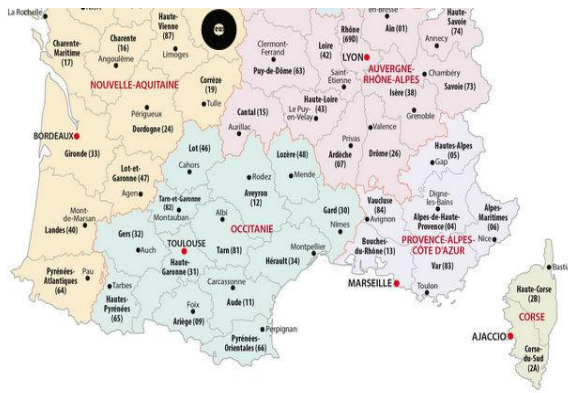 La Rochelle
Haute-
Vienne
(87)
Rhône
(69D)
en-Bresse
Ain (01)
Haute-
Savoie
(74)
Charente-
Maritime
(17)
Charente
(16)
Angoulême
Limoges
Clermont-
Ferrand
Puy-de-Dôme (63)
Loire
(42)
LYON
Annecy
AUVERGNE-
RHÔNE-ALPES
Chambéry
Savoie (73)
NOUVELLE-AQUITAINE
Corrèze
(19)
Tulle
Saint-
Étienne
Isère (38)
Grenoble
Périgueux
Dordogne (24)
Cantal (15)
Aurillac
Haute-Loire
(43)
Le Puy-
en-Velay
Privas
Valence
BORDEAUX
Gironde (33)
Lot (46)
Cahors
Lozère (48)
Mende
Ardèche
(07)
Drôme (26)
Hautes-Alpes
(05)
Gap
Lot-et-
Garonne (47)
Agen
Rodez
Aveyron
(12)
Tarn-et-Garonne
(82)
Montauban
Albi
Gard (30)
Nimes
Vaucluse
(84)
Avignon
Digne-
les-Bains
Alpes-de-Haute-
Provence (04)
Alpes-
Maritimes
(06)
Nice
Mont-
de-Marsan
Landes (40)
Gers (32)
Auch
TOULOUSE
Haute-
Garonne (31)
OCCITANIE
Tarn (81)
Montpellier
Hérault (34)
Bouches-
du-Rhône (13)
PROVENCE-ALPES-
CÔTE D'AZUR
Var (83)
Pyrénées-
Atlantiques
(64)
Pau
Tarbes
Hautes-
Pyrénées
(65)
Carcassonne
Aude (11)
Foix
Ariège (09)
MARSEILLE
Toulon
Perpignan
Pyrénées-
Orientales (66)
Bastia
Haute-Corse
(2B)
CORSE
AJACCIO
Corse-
du-Sud
(2A)